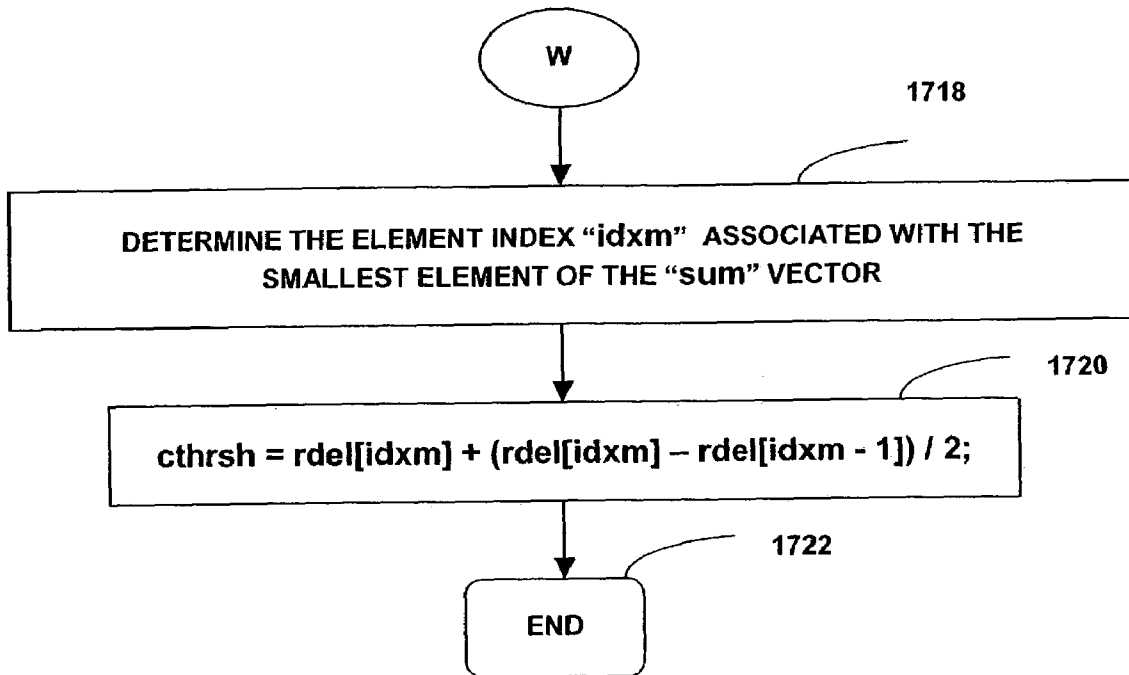 W
1718
DETERMINE THE ELEMENT INDEX “idxm” ASSOCIATED WITH THE
SMALLEST ELEMENT OF THE “sum” VECTOR
1720
cthrsh = rdel[idxm] + (rdel[idxm] – rdel[idxm - 1]) / 2;
1722
END